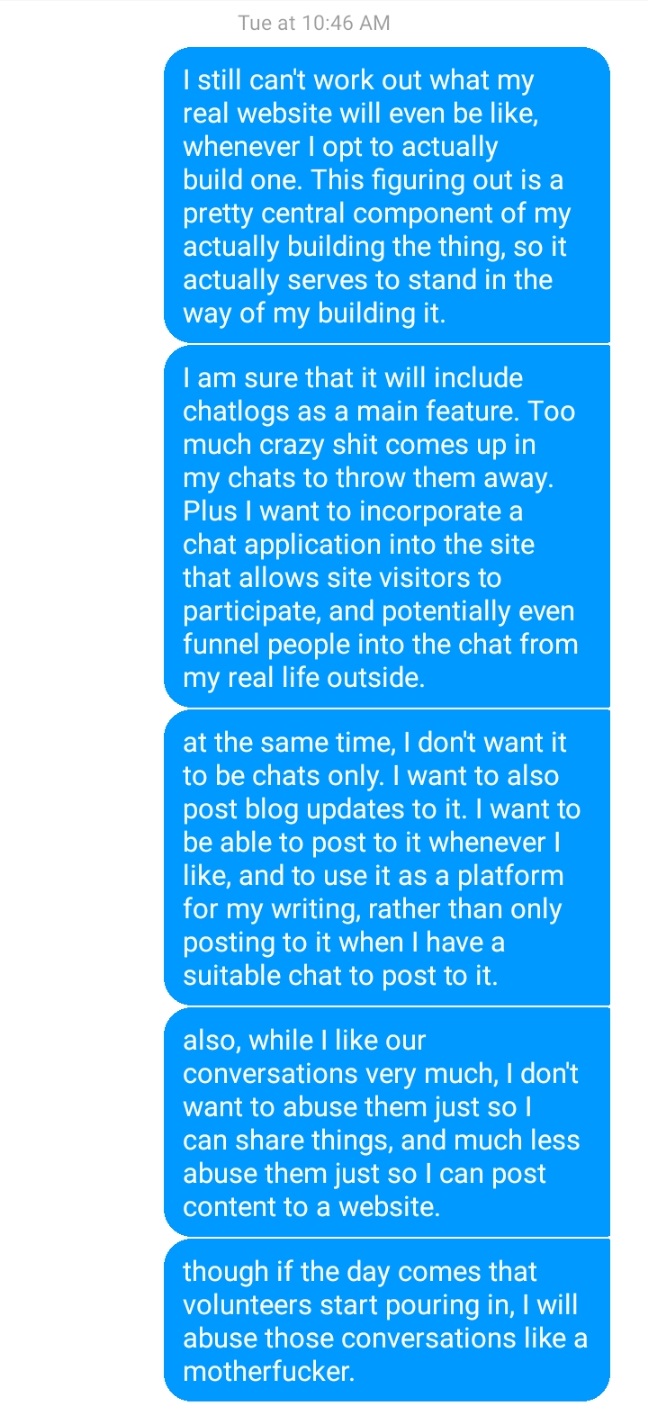 Tue at 10:46 AM
I still can't work out what my
real website will even be like,
whenever I opt to actually
build one. This figuring out is a
pretty central component of my
actually building the thing, so it
actually serves to stand in the
way of my building it.
I am sure that it will include
chatlogs as a main feature. Too
much crazy shit comes up in
my chats to throw them away.
Plus I want to incorporate a
chat application into the site
that allows site visitors to
participate, and potentially even
funnel people into the chat from
my real life outside.
at the same time, I don't want it
to be chats only. I want to also
post blog updates to it. I want to
be able to post to it whenever I
like, and to use it as a platform
for my writing, rather than only
posting to it when I have a
suitable chat to post to it.
also, while I like our
conversations very much, I don't
want to abuse them just so I
can share things, and much less
abuse them just so I can post
content to a website.
though if the day comes that
volunteers start pouring in, I will
abuse those conversations like a
motherfucker.